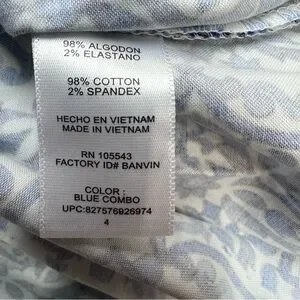 98% ALGODON
2% ELASTANO
98% COTTON
2% SPANDEX
HECHO EN VIETNAM
MADE IN VIETNAM
RN 105543
FACTORY ID# BANVIN
COLOR :
BLUE COMBO
UPC:827576926974
4